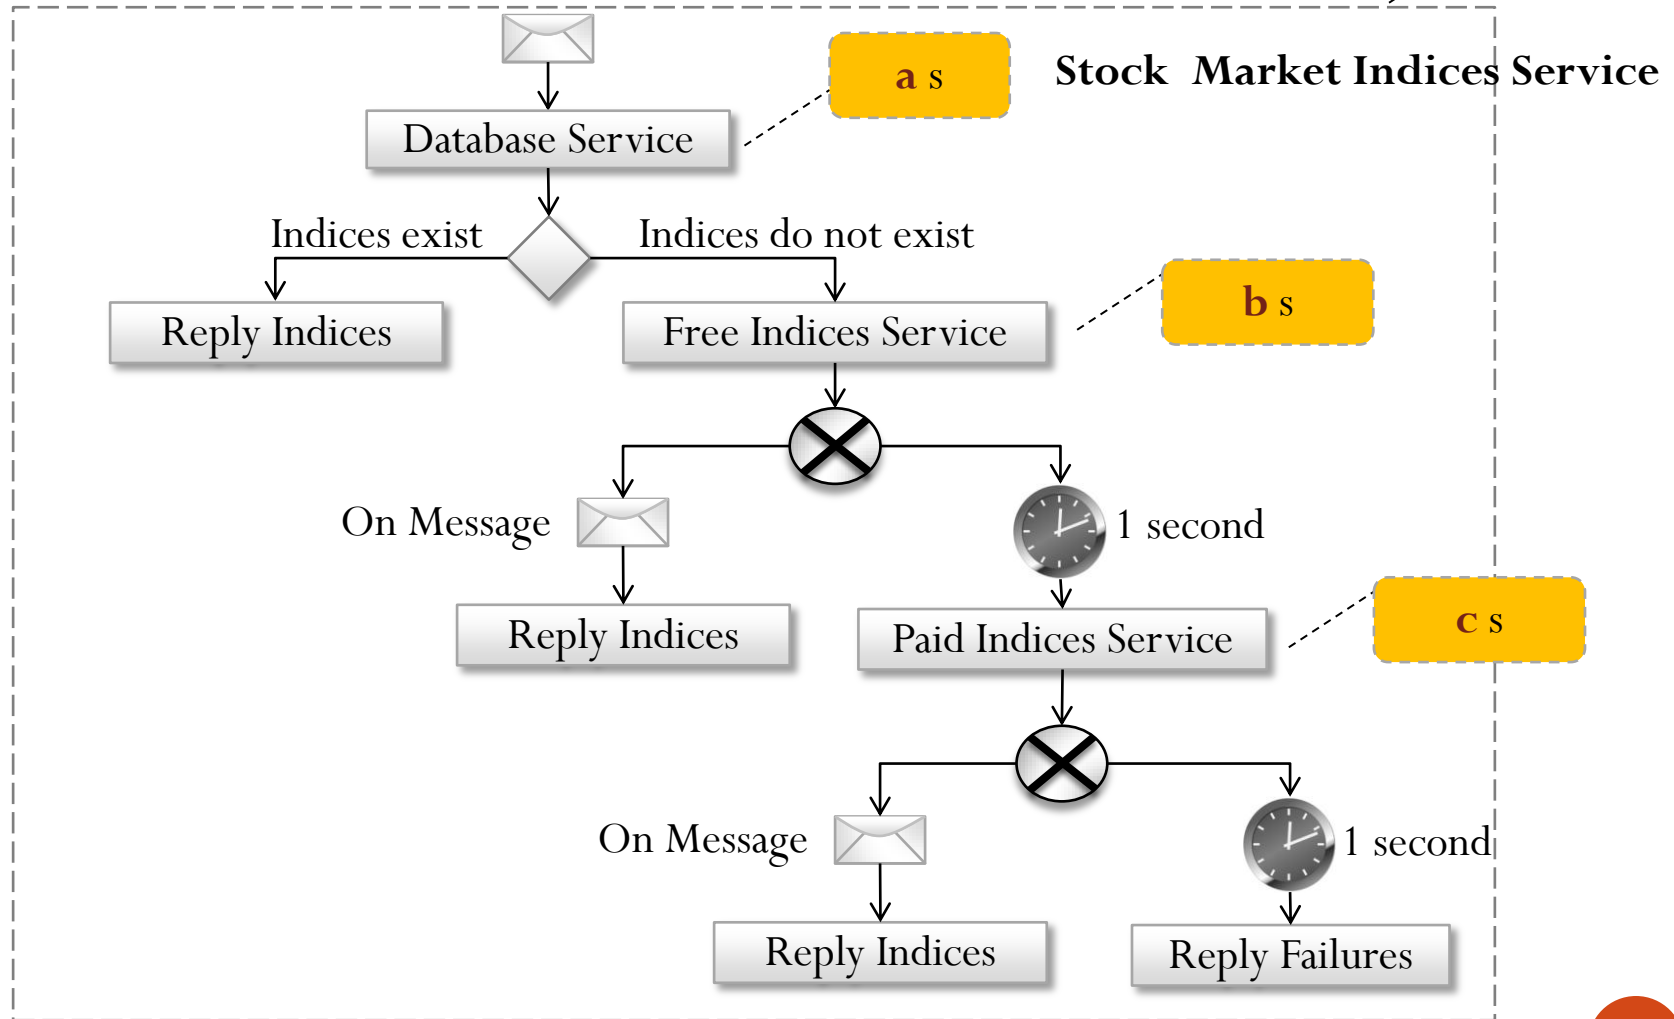 a s
Stock Market Indices Service
Database Service
Indices exist
Indices do not exist
b s
Reply Indices
Free Indices Service
On Message
1 second
c s
Reply Indices
Paid Indices Service
On Message
1 second
Reply Indices
Reply Failures